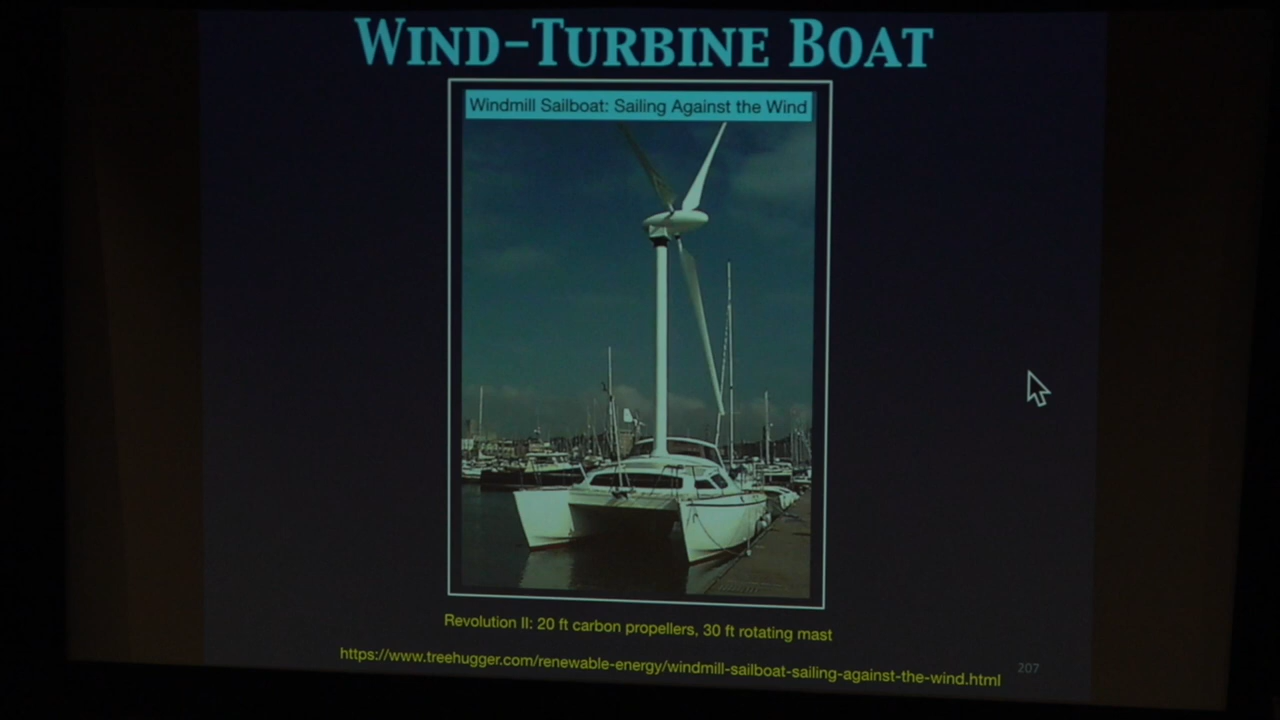 WIND-TURBINE BOAT
Windmill Sailboat: Sailing Against the Wind
Revolution II: 20 ft carbon propellers, 30 ft rotating mast
https://www.treehugger.com/renewable-energy/windmill-sailboat-sailing-against-the-wind.html
207